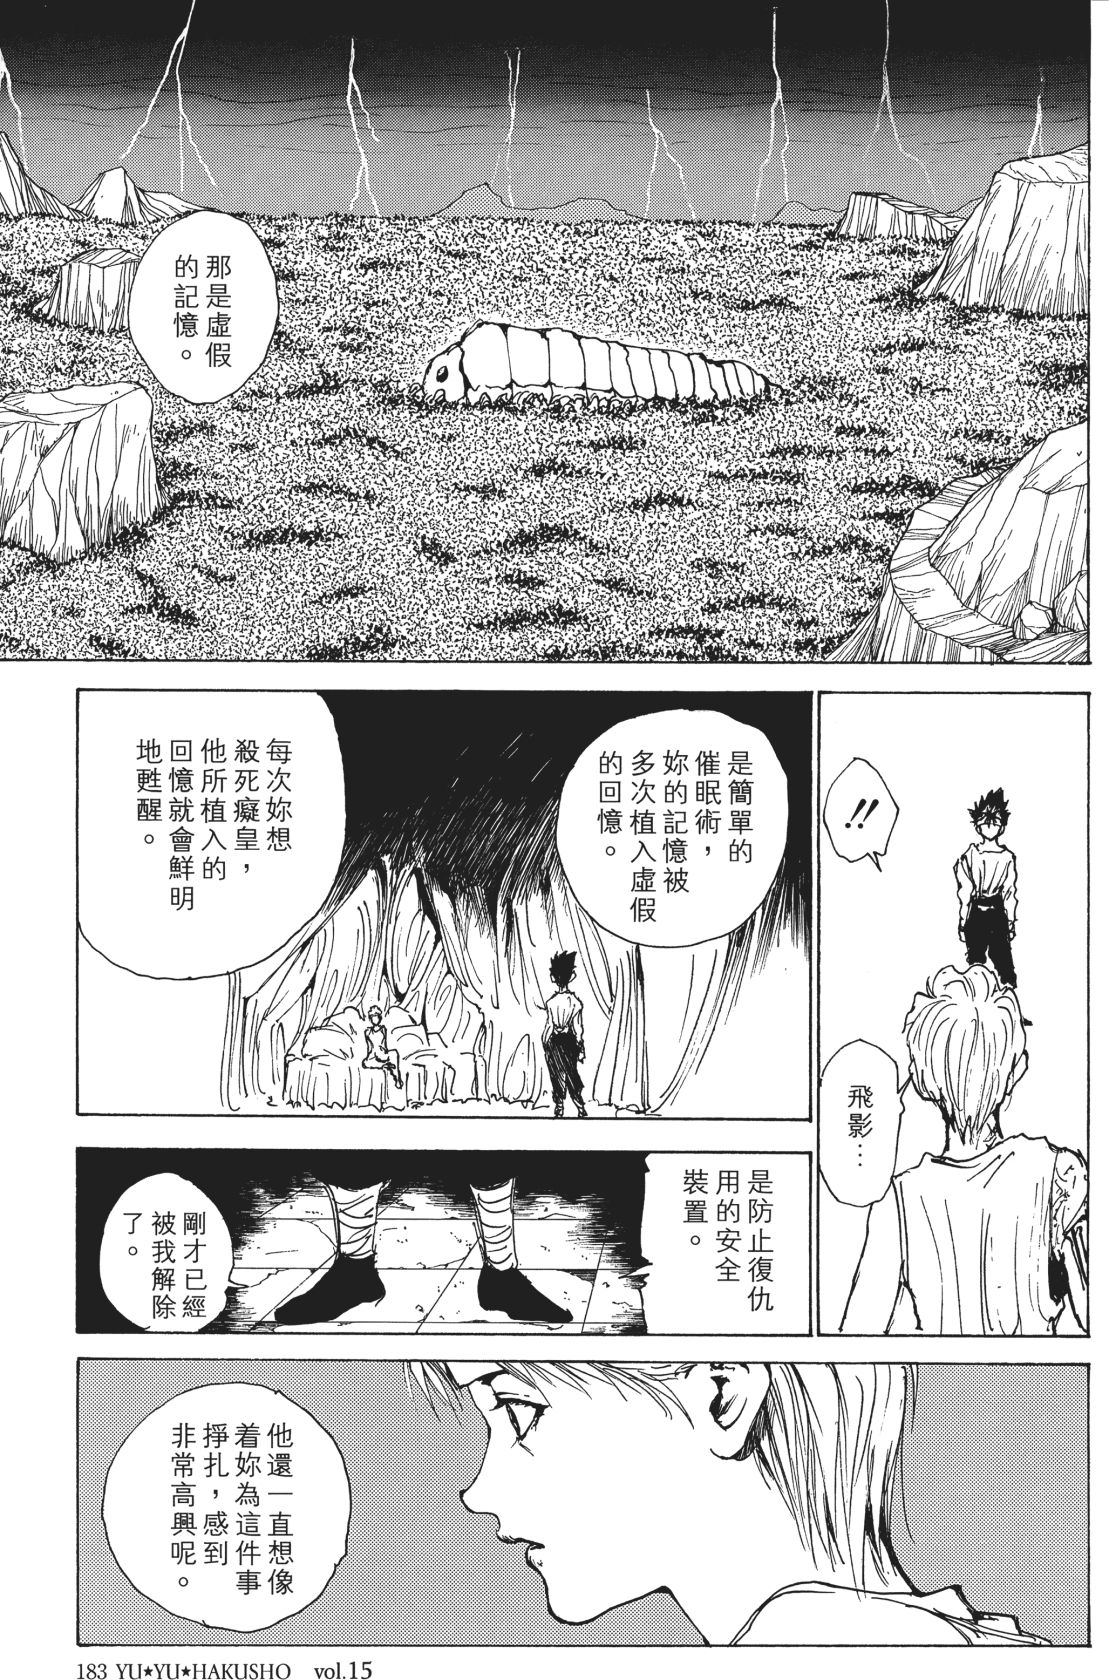 那是虛假
的記憶。
!!
飛影…
是簡單的
催眠術，
妳的記憶被
多次植入虛假
的回憶。
每次妳想
殺死癡皇，
他所植入的
回憶就會鮮明
地甦醒。
是防止復仇
用的安全
裝置。
剛才已經
被我解除
了。
他還一直想像
着妳為這件事
掙扎，感到
非常高興呢。
183 YU★YU★HAKUSHO vol.15